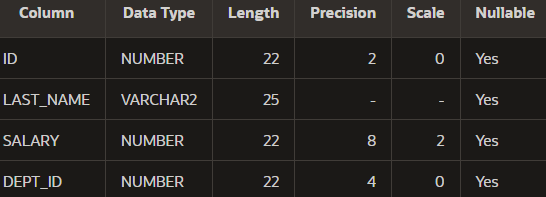 Column Data Type Length Precision Scale Nullable
ID NUMBER 22 2 0 Yes
LAST_NAME VARCHAR2 25 - - Yes
SALARY NUMBER 22 8 2 Yes
DEPT_ID NUMBER 22 4 0 Yes